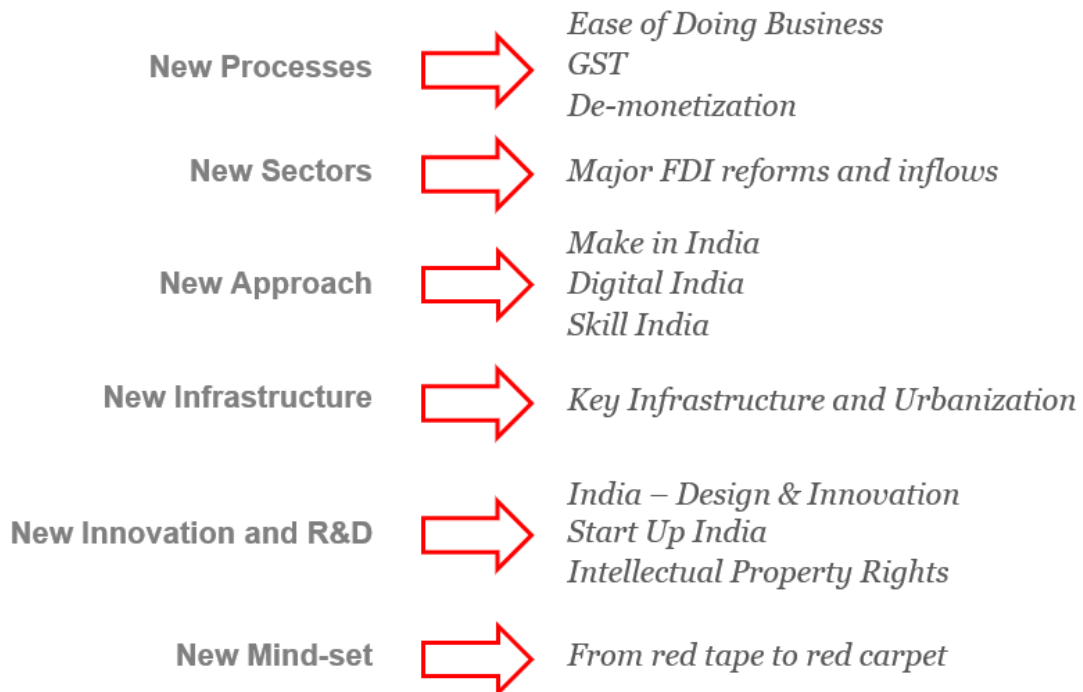 New Processes
Ease of Doing Business
GST
De-monetization
New Sectors
Major FDI reforms and inflows
New Approach
Make in India
Digital India
Skill India
New Infrastructure
Key Infrastructure and Urbanization
New Innovation and R&D
India – Design & Innovation
Start Up India
Intellectual Property Rights
New Mind-set
From red tape to red carpet